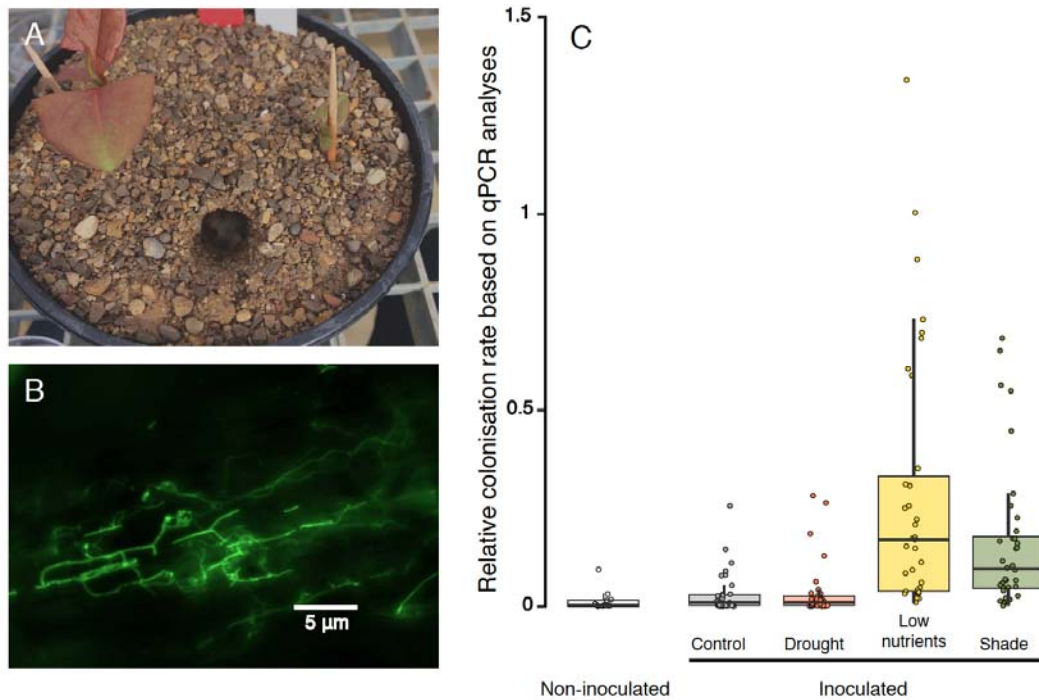 A
B
5 µm
C
Relative colonisation rate based on qPCR analyses
1.5
1
0.5
0
Control
Drought
Low
nutrients
Shade
Non-inoculated
Inoculated